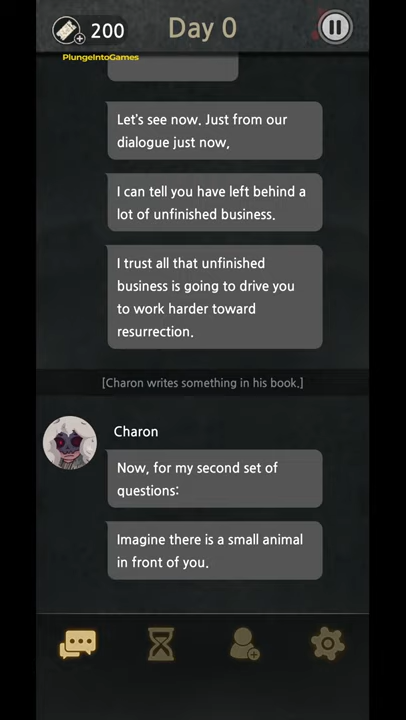 200
Day 0
PlungeIntoGames
Let's see now. Just from our
dialogue just now,
I can tell you have left behind a
lot of unfinished business.
I trust all that unfinished
business is going to drive you
to work harder toward
resurrection.
[Charon writes something in his book.]
Charon
Now, for my second set of
questions:
Imagine there is a small animal
in front of you.